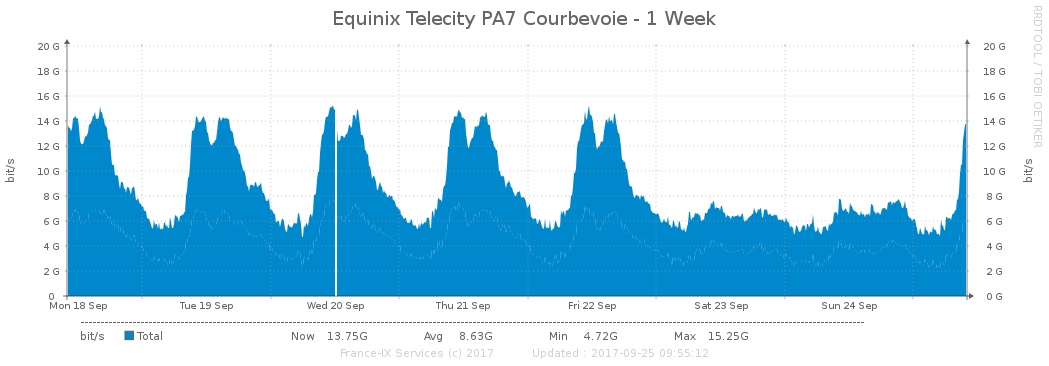 Equinix Telecity PA7 Courbevoie - 1 Week
RRDTOOL / TOBI OETIKER
20 G 20 G
18 G 18 G
16 G 16 G
14 G 14 G
12 G 12 G
10 G 10 G
8 G 8 G
6 G 6 G
4 G 4 G
2 G 2 G
0 0 G
bit/s bit/s
Mon 18 Sep Tue 19 Sep Wed 20 Sep Thu 21 Sep Fri 22 Sep Sat 23 Sep Sun 24 Sep
bit/s Total Now 13.75G Avg 8.63G Min 4.72G Max 15.25G
France-IX Services (c) 2017 Updated : 2017-09-25 09:55:12